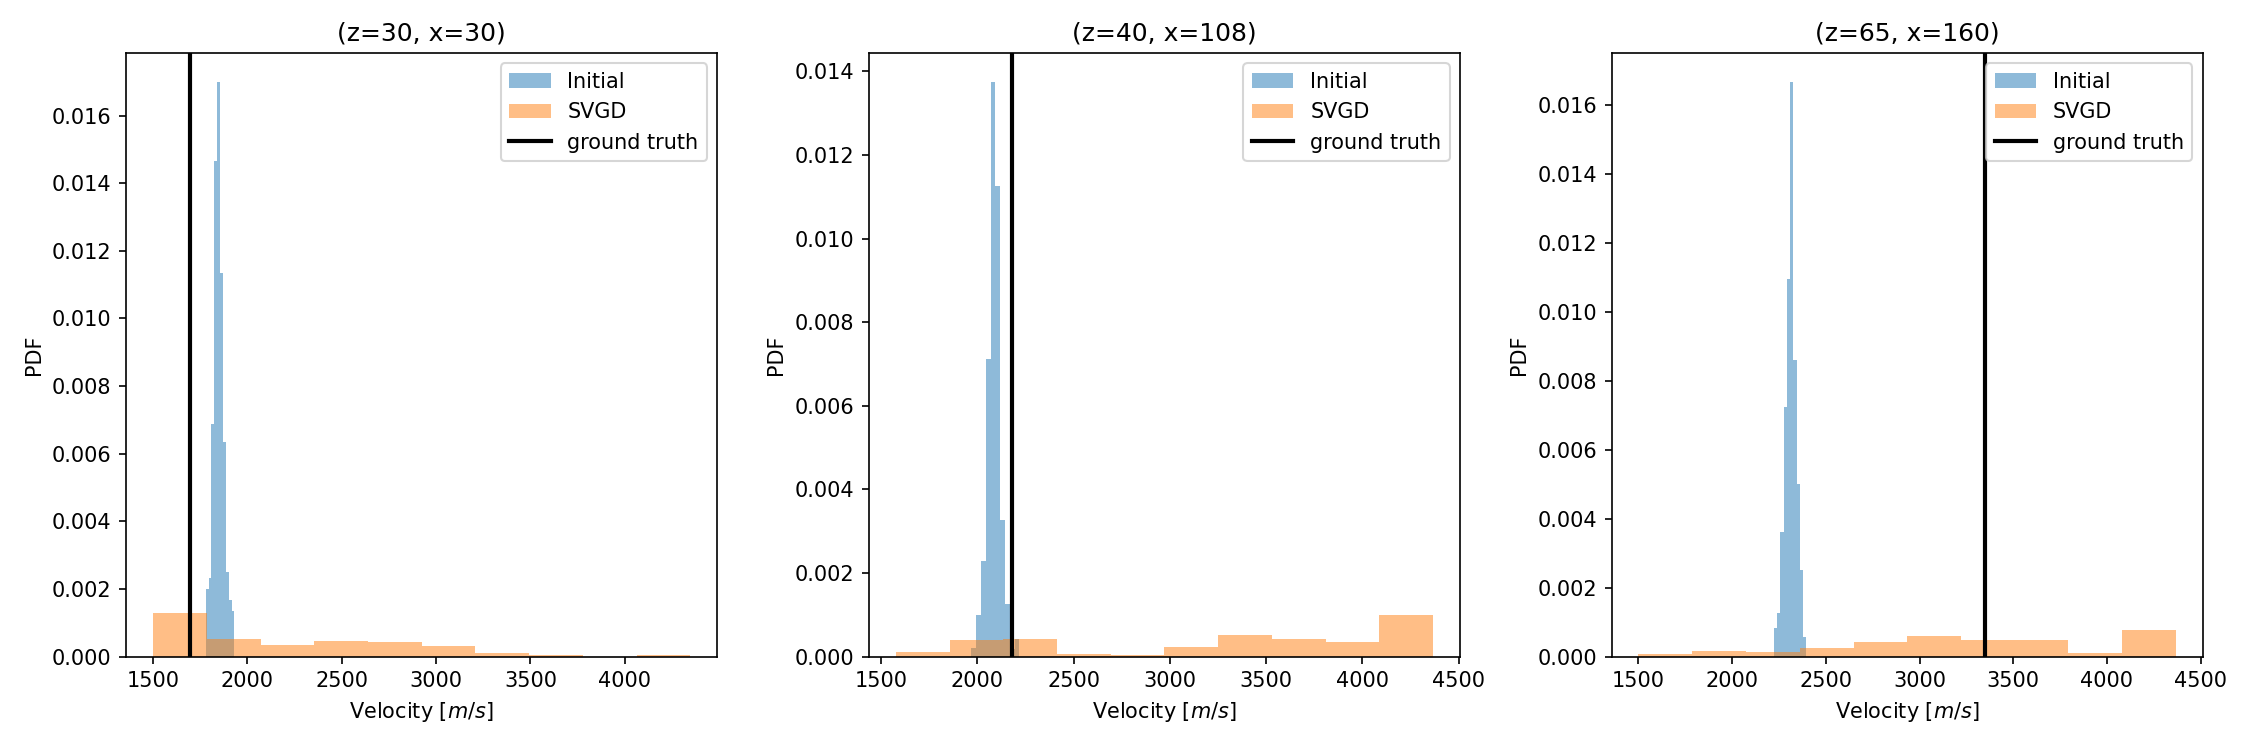 (z=30, x=30)
0.016
0.014
0.012
0.010
0.008
0.006
0.004
0.002
0.000
PDF
1500 2000 2500 3000 3500 4000
Velocity [m/s]
Initial
SVGD
ground truth
(z=40, x=108)
0.014
0.012
0.010
0.008
0.006
0.004
0.002
0.000
PDF
1500 2000 2500 3000 3500 4000 4500
Velocity [m/s]
Initial
SVGD
ground truth
(z=65, x=160)
0.016
0.014
0.012
0.010
0.008
0.006
0.004
0.002
0.000
PDF
1500 2000 2500 3000 3500 4000 4500
Velocity [m/s]
Initial
SVGD
ground truth